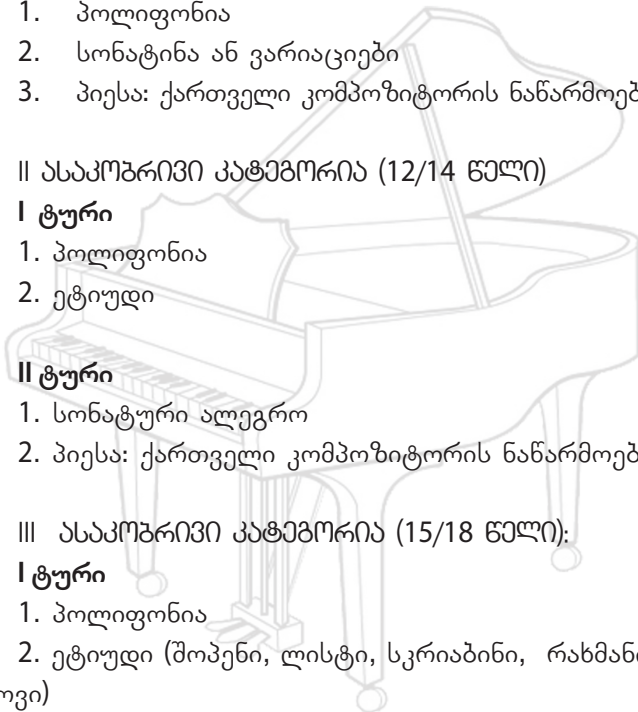 1. პოლიფონია
2. სონატინა ან ვარიაციები
3. პიესა: ქართველი კომპოზიტორის ნაწარმოებ
II ასაკობრივი კატეგორია (12/14 წელი)
I ტური
1. პოლიფონია
2. ეტიუდი
II ტური
1. სონატური ალეგრო
2. პიესა: ქართველი კომპოზიტორის ნაწარმოებ
III ასაკობრივი კატეგორია (15/18 წელი):
I ტური
1. პოლიფონია
2. ეტიუდი (შოპენი, ლისტი, სკრიაბინი, რახმანი
ოვი)